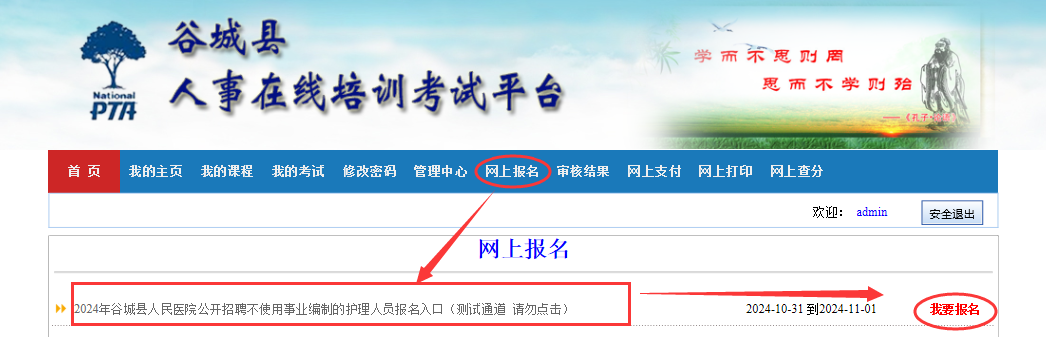 谷城县
人事在线培训考试平台
National
PTA
学而不思则罔
思而不学则殆
——《孔子·论语》
首 页 我的主页 我的课程 我的考试 修改密码 管理中心 网上报名 审核结果 网上支付 网上打印 网上查分
欢迎： admin 安全退出
网上报名
2024年谷城县人民医院公开招聘不使用事业编制的护理人员报名入口（测试通道 请勿点击） 2024-10-31 到2024-11-01 我要报名